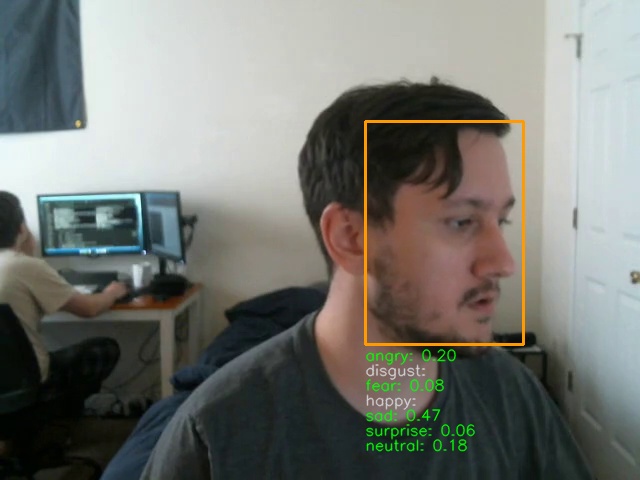 angry: 0.20
disgust:
fear: 0.08
happy:
sad: 0.47
surprise: 0.06
neutral: 0.18